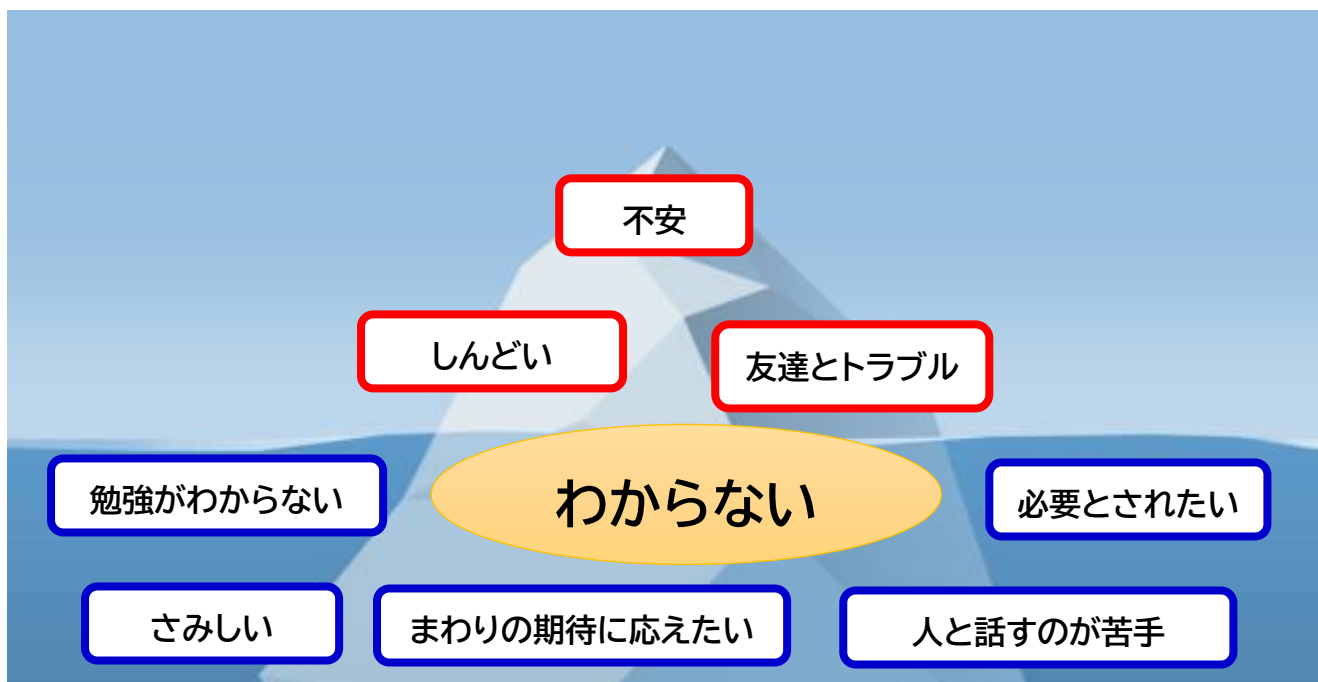 不安
しんどい
友達とトラブル
勉強がわからない
わからない
必要とされたい
さみしい
まわりの期待に応えたい
人と話すのが苦手